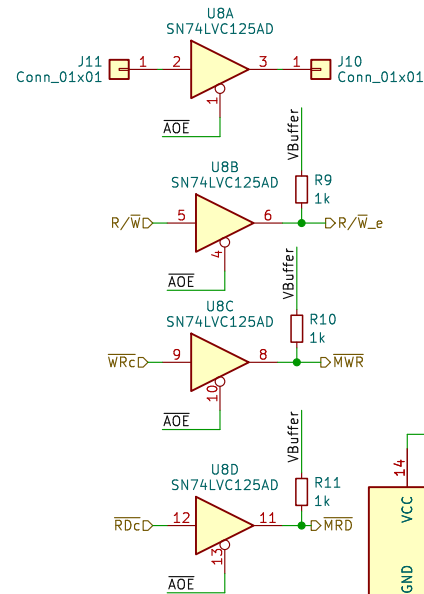 U8A
SN74LVC125AD
J11
Conn_01x01
1
2
3
1
J10
Conn_01x01
1
AOE
VBuffer
R9
1k
U8B
SN74LVC125AD
R/W
5
6
R/W_e
4
AOE
VBuffer
R10
1k
U8C
SN74LVC125AD
WRc
9
8
MWR
10
AOE
VBuffer
R11
1k
U8D
SN74LVC125AD
RDc
12
11
MRD
13
AOE
14
VCC
GND